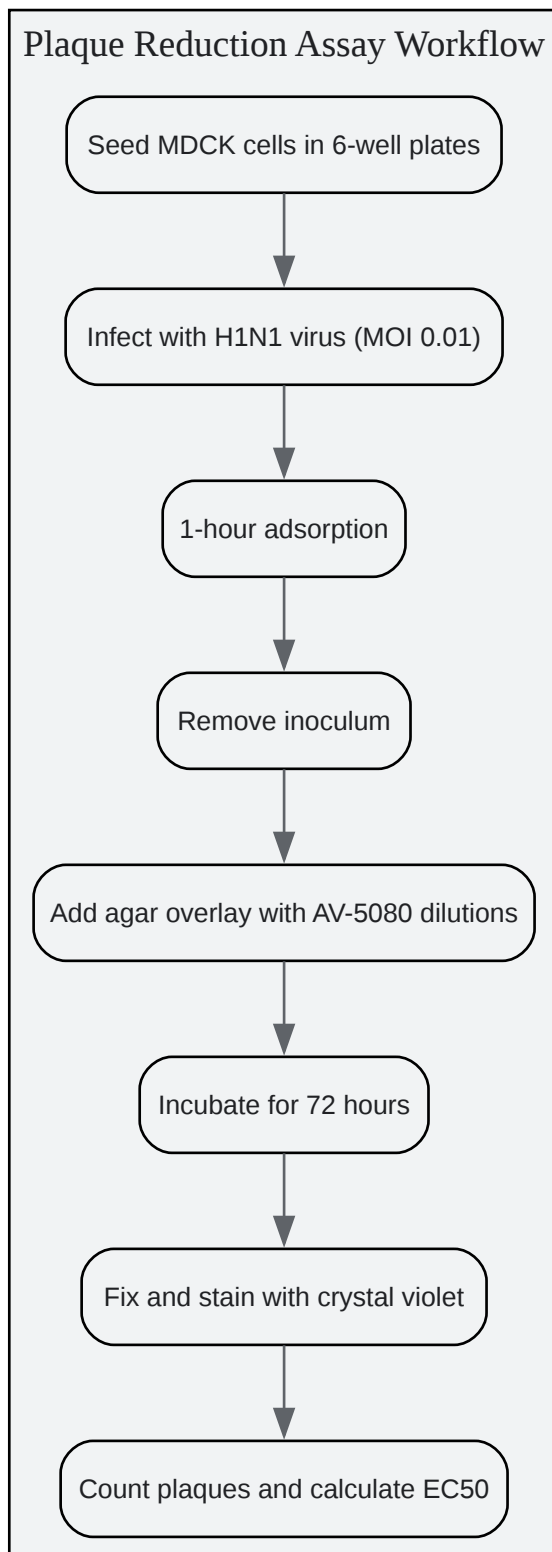 Plaque Reduction Assay Workflow
Seed MDCK cells in 6-well plates
Infect with H1N1 virus (MOI 0.01)
1-hour adsorption
Remove inoculum
Add agar overlay with AV-5080 dilutions
Incubate for 72 hours
Fix and stain with crystal violet
Count plaques and calculate EC50